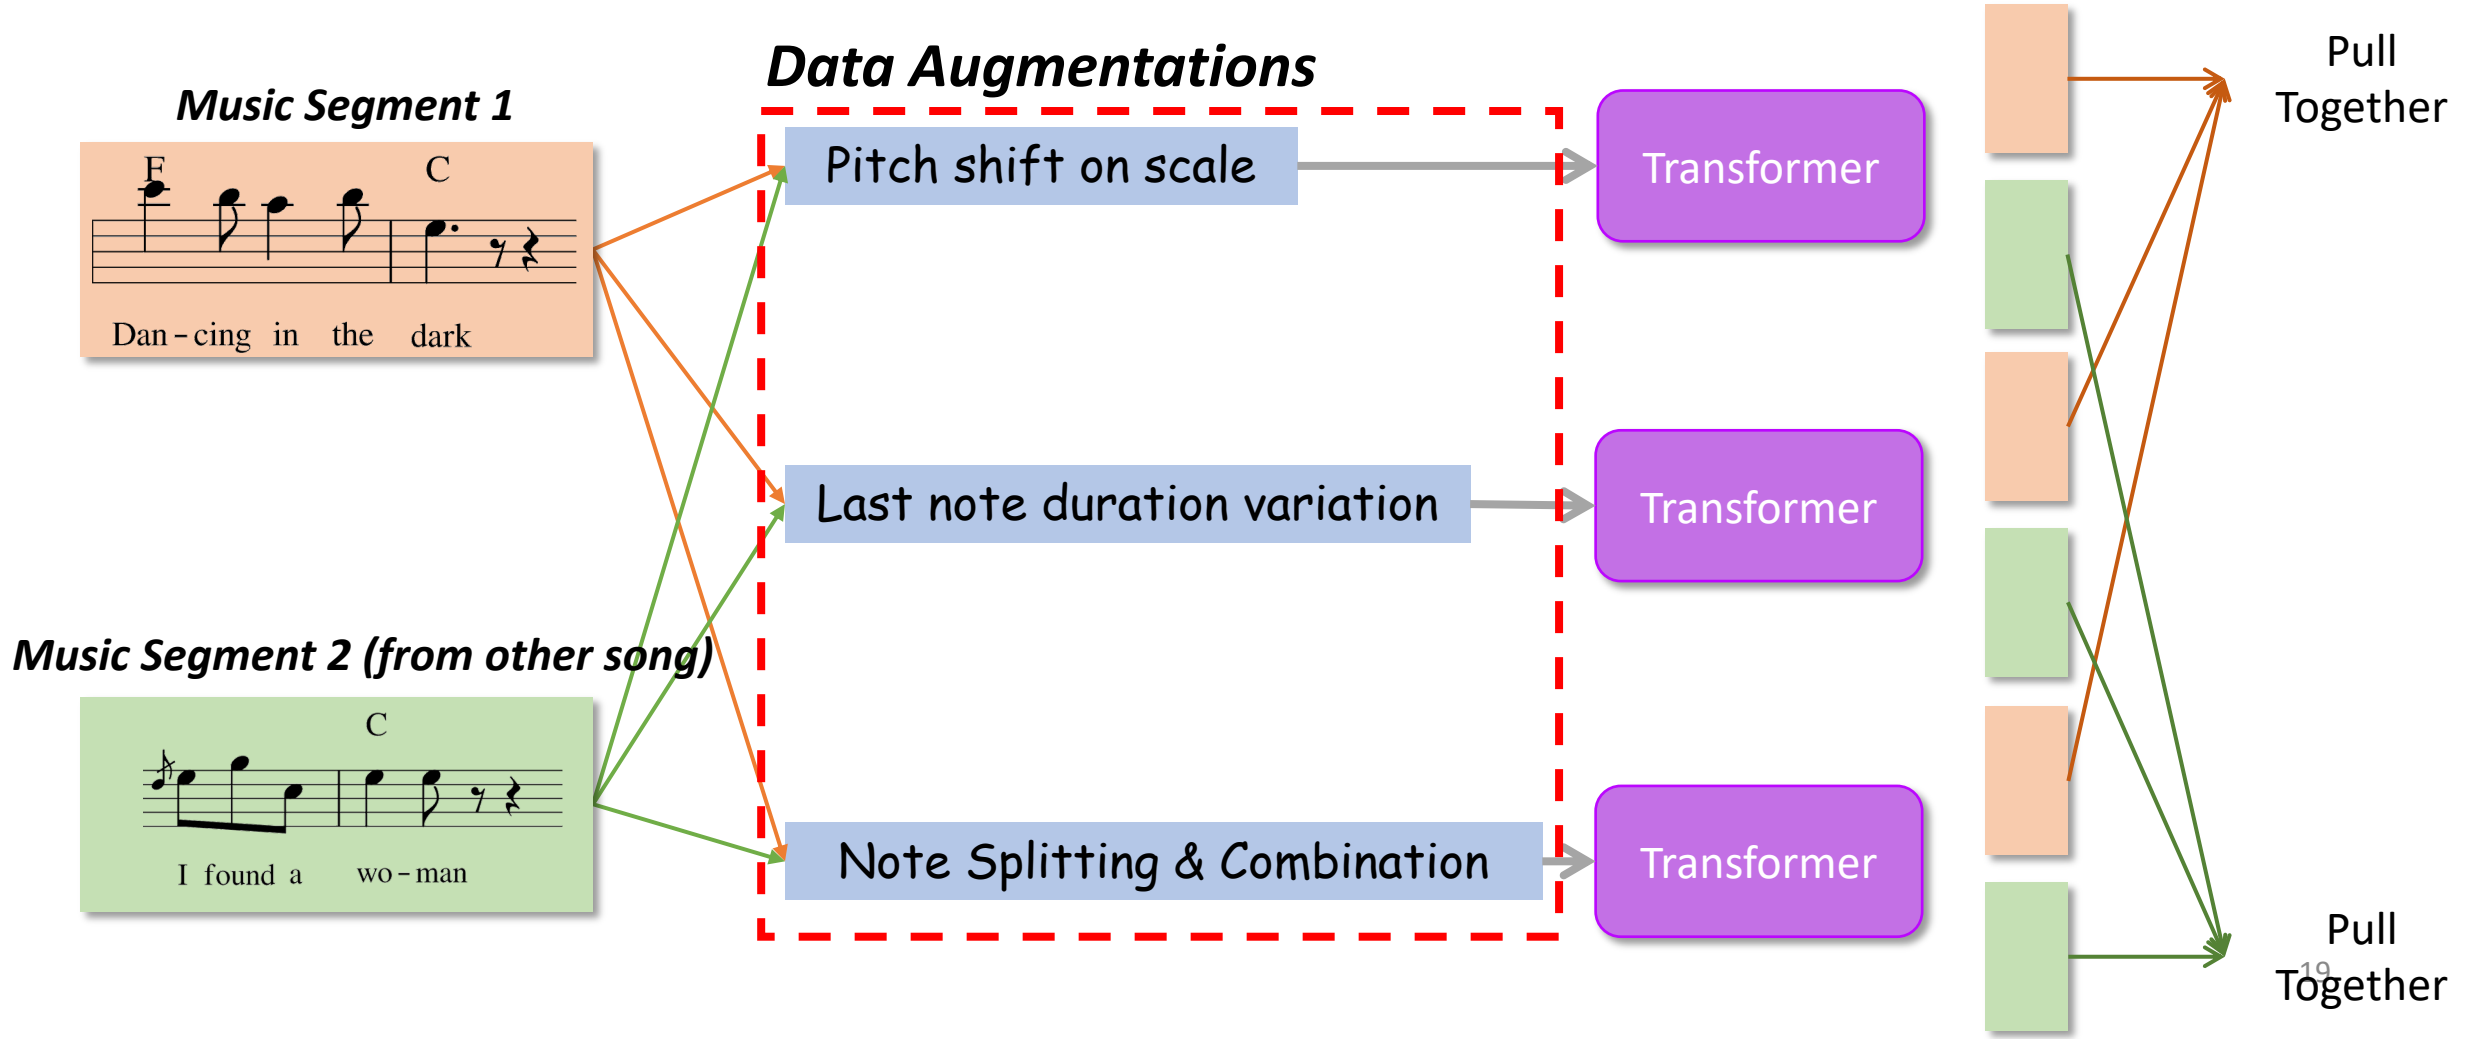 Data Augmentations
Music Segment 1
F C
Dan-cing in the dark
Music Segment 2 (from other song)
C
I found a wo-man
Pitch shift on scale
Last note duration variation
Note Splitting & Combination
Transformer
Transformer
Transformer
Pull
Together
Pull
Together
19